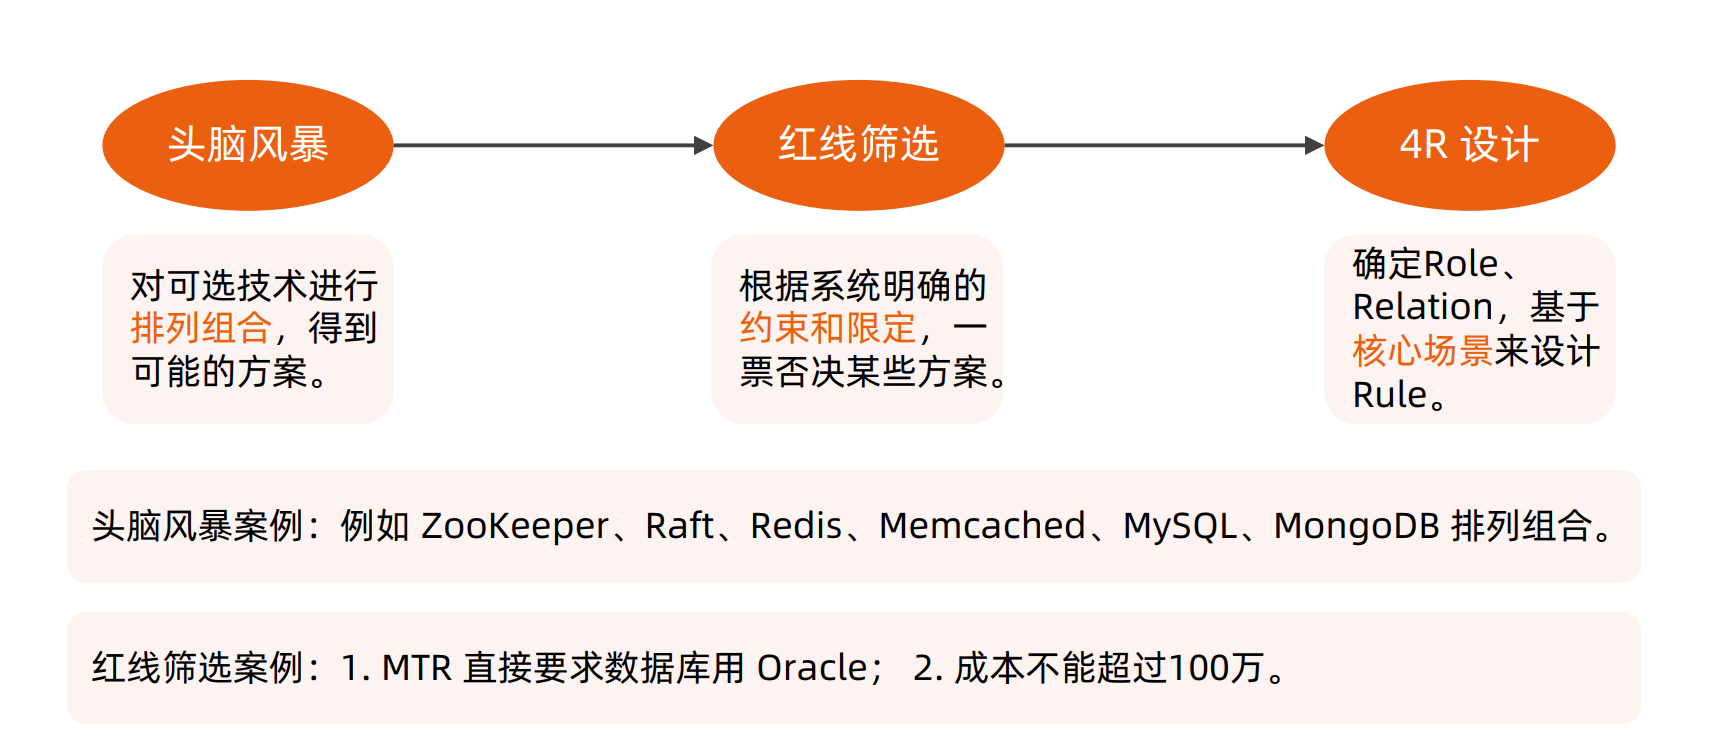 头脑风暴
红线筛选
4R 设计
对可选技术进行
排列组合，得到
可能的方案。
根据系统明确的
约束和限定，一
票否决某些方案。
确定Role、
Relation，基于
核心场景来设计
Rule。
头脑风暴案例：例如 ZooKeeper、Raft、Redis、Memcached、MySQL、MongoDB 排列组合。
红线筛选案例：1. MTR 直接要求数据库用 Oracle； 2. 成本不能超过100万。